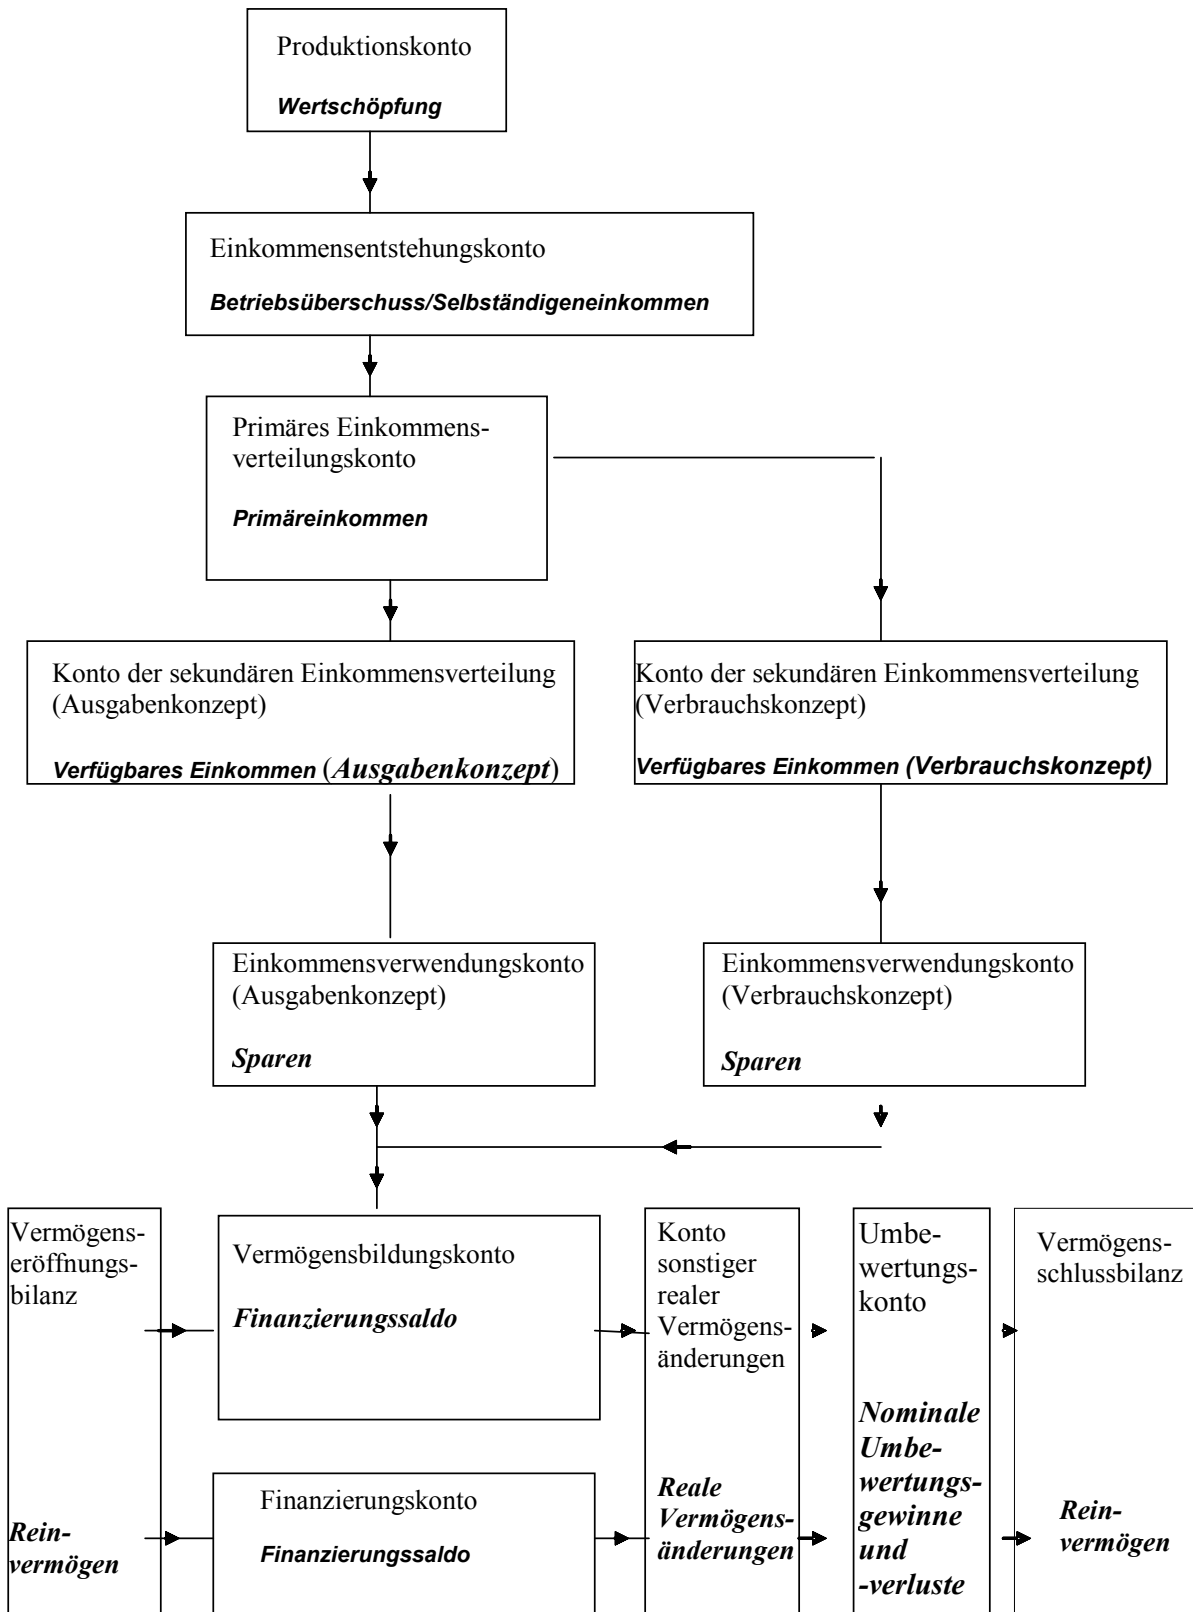 Produktionskonto
Wertschöpfung
Einkommensentstehungskonto
Betriebsüberschuss/Selbständigeneinkommen
Primäres Einkommens-
verteilungskonto
Primäreinkommen
Konto der sekundären Einkommensverteilung
(Ausgabenkonzept)
Verfügbares Einkommen (Ausgabenkonzept)
Konto der sekundären Einkommensverteilung
(Verbrauchskonzept)
Verfügbares Einkommen (Verbrauchskonzept)
Einkommensverwendungskonto
(Ausgabenkonzept)
Sparen
Einkommensverwendungskonto
(Verbrauchskonzept)
Sparen
Vermögens-
eröffnungs-
bilanz
Rein-
vermögen
Vermögensbildungskonto
Finanzierungssaldo
Finanzierungskonto
Finanzierungssaldo
Konto
sonstiger
realer
Vermögens-
änderungen
Reale
Vermögens-
änderungen
Umbe-
wertungs-
konto
Nominale
Umbe-
wertungs-
gewinne
und
-verluste
Vermögens-
schlussbilanz
Rein-
vermögen